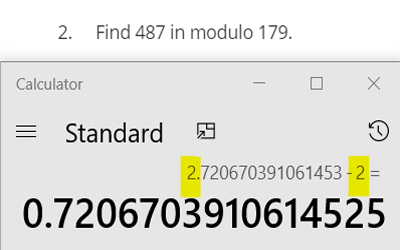 2. Find 487 in modulo 179.
Calculator
Standard
2.720670391061453 - 2 =
0.7206703910614525